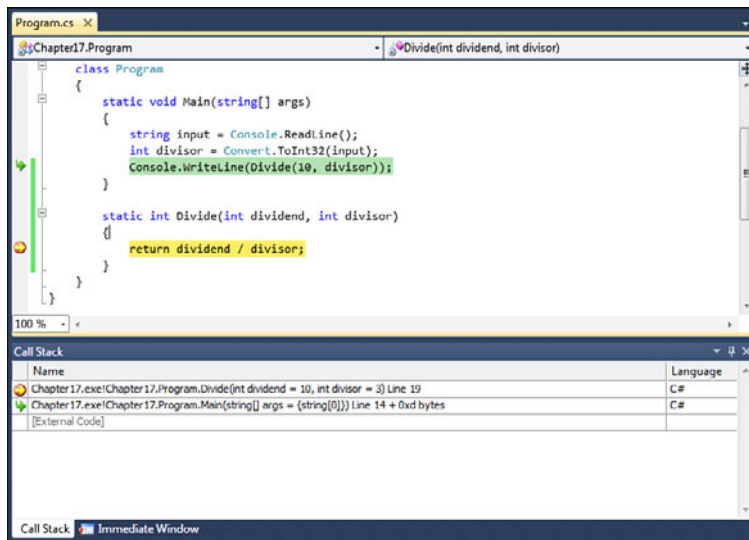 Program.cs
Chapter17.Program
Divide(int dividend, int divisor)
class Program
{
static void Main(string[] args)
{
string input = Console.ReadLine();
int divisor = Convert.ToInt32(input);
Console.WriteLine(Divide(10, divisor));
}
static int Divide(int dividend, int divisor)
{
return dividend / divisor;
}
}
}
100 %
Call Stack
Name Language
Chapter17.exe!Chapter17.Program.Divide(int dividend = 10, int divisor = 3) Line 19 C#
Chapter17.exe!Chapter17.Program.Main(string[] args = {string[0]}) Line 14 + 0xd bytes C#
[External Code]
Call Stack Immediate Window